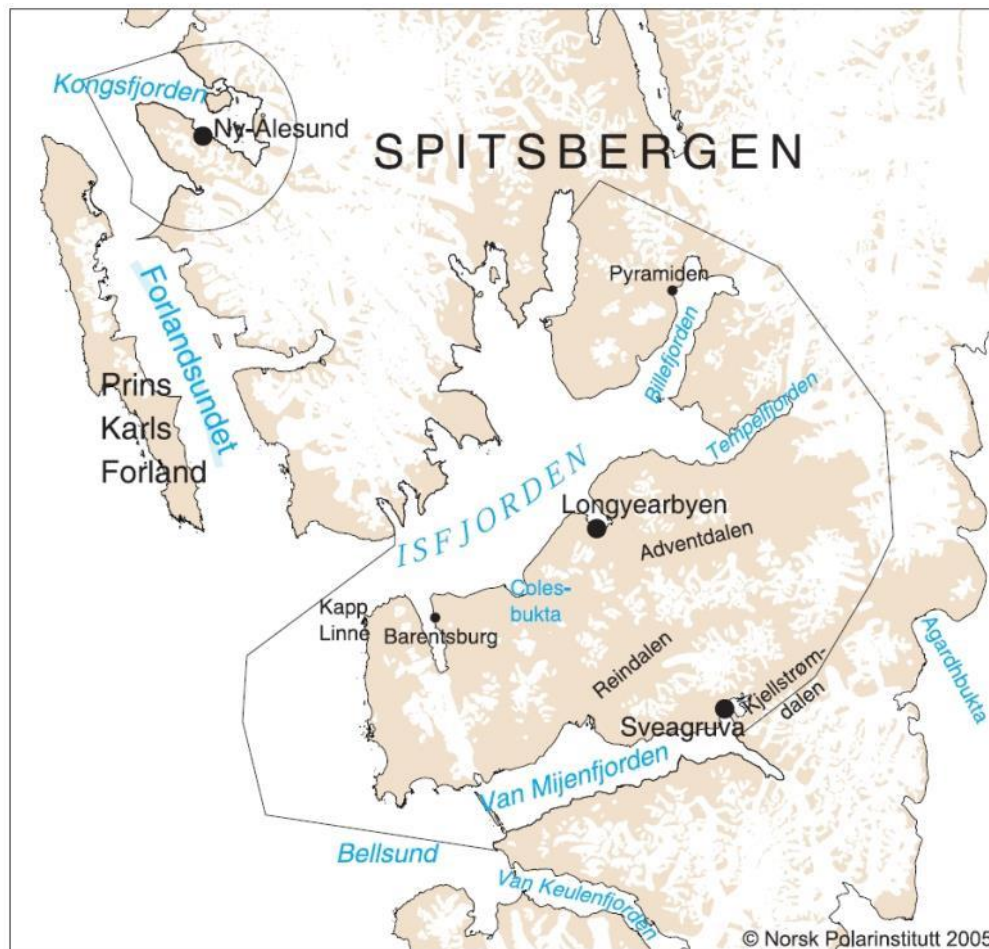 Kongsfjorden
Ny-Ålesund
SPITSBERGEN
Pyramiden
Forlandsundet
Billefjorden
Prins
Karls
Forland
Tempelfjorden
ISFJORDEN
Longyearbyen
Adventdalen
Coles-
bukta
Kapp
Linné
Barentsburg
Reindalen
Kjellstrøm-
dalen
Agardhbukta
Sveagruva
Van Mijenfjorden
Bellsund
Van Keulenfjorden
© Norsk Polarinstitutt 2005